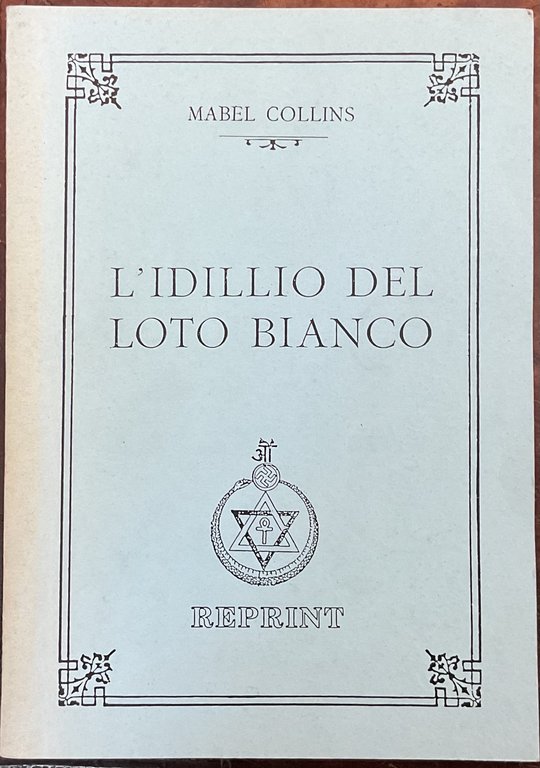 MABEL COLLINS
L'IDILLIO DEL
LOTO BIANCO
ओं
REPRINT